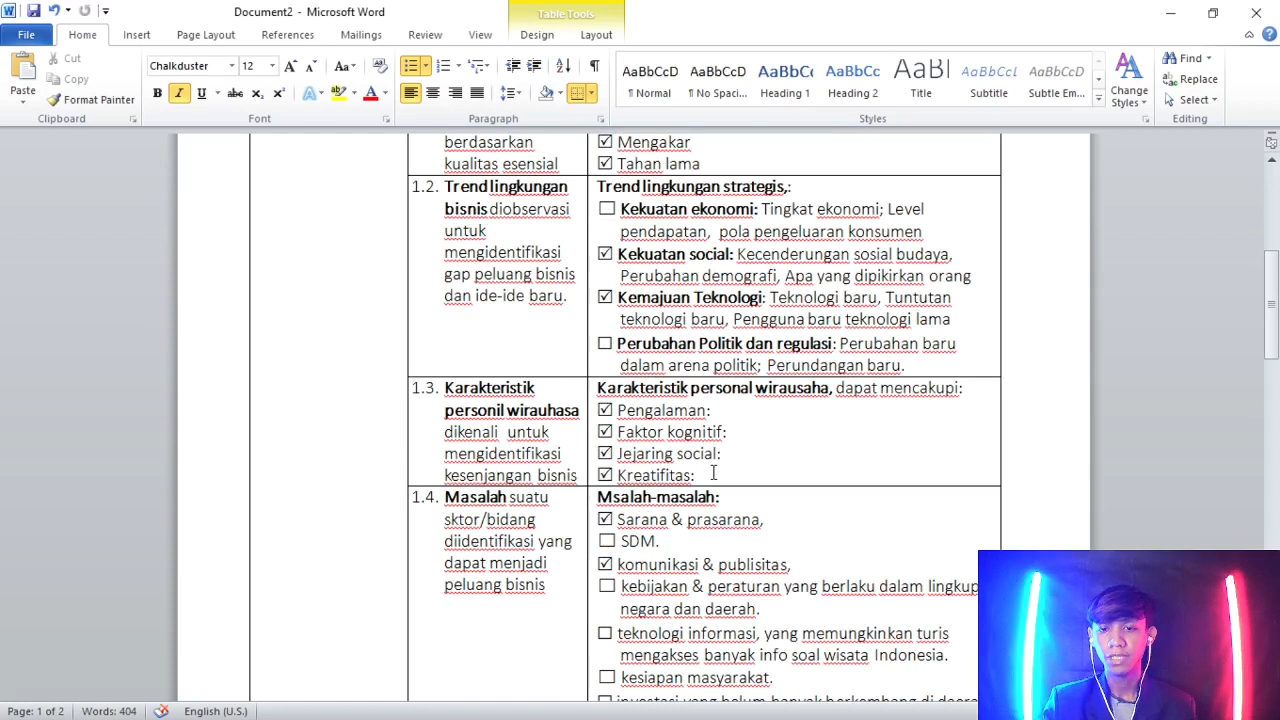 Document2 - Microsoft Word
Table Tools
File Home Insert Page Layout References Mailings Review View Design Layout
Paste
Cut
Copy
Format Painter
Clipboard
Chalkduster 12
Font
Paragraph
AaBbCcD AaBbCcD AaBbCc AaBbCc AaBl AaBbCcD AaBbCcD
¶ Normal ¶ No Spaci... Heading 1 Heading 2 Title Subtitle Subtle Em...
Change Styles
Styles
Find
Replace
Select
Editing
berdasarkan
kualitas esensial
☑ Mengakar
☑ Tahan lama
1.2. Trend lingkungan
bisnis diobservasi
untuk
mengidentifikasi
gap peluang bisnis
dan ide-ide baru.
Trend lingkungan strategis,:
☐ Kekuatan ekonomi: Tingkat ekonomi; Level
pendapatan, pola pengeluaran konsumen
☑ Kekuatan social: Kecenderungan sosial budaya,
Perubahan demografi, Apa yang dipikirkan orang
☑ Kemajuan Teknologi: Teknologi baru, Tuntutan
teknologi baru, Pengguna baru teknologi lama
☐ Perubahan Politik dan regulasi: Perubahan baru
dalam arena politik; Perundangan baru.
1.3. Karakteristik
personil wirauhasa
dikenali untuk
mengidentifikasi
kesenjangan bisnis
Karakteristik personal wirausaha, dapat mencakupi:
☑ Pengalaman:
☑ Faktor kognitif:
☑ Jejaring social:
☑ Kreatifitas:
1.4. Masalah suatu
sktor/bidang
diidentifikasi yang
dapat menjadi
peluang bisnis
Msalah-masalah:
☑ Sarana & prasarana,
☐ SDM.
☑ komunikasi & publisitas,
☐ kebijakan & peraturan yang berlaku dalam lingkup
negara dan daerah.
☐ teknologi informasi, yang memungkinkan turis
mengakses banyak info soal wisata Indonesia.
☐ kesiapan masyarakat.
☐ investasi yang belum banyak berkembang di
Page: 1 of 2 Words: 404 English (U.S.)